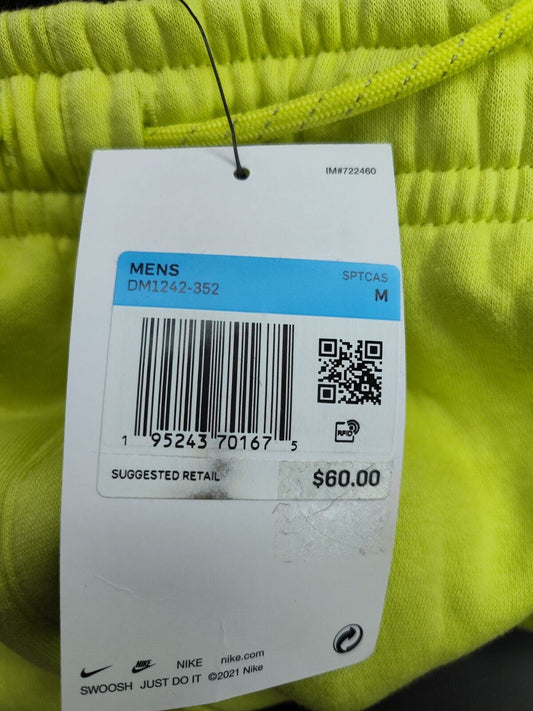 IM#722460
MENS SPTCAS
DM1242-352 M
RFID
1 95243 70167 5
SUGGESTED RETAIL $60.00
NIKE nike.com
SWOOSH JUST DO IT ©2021 Nike